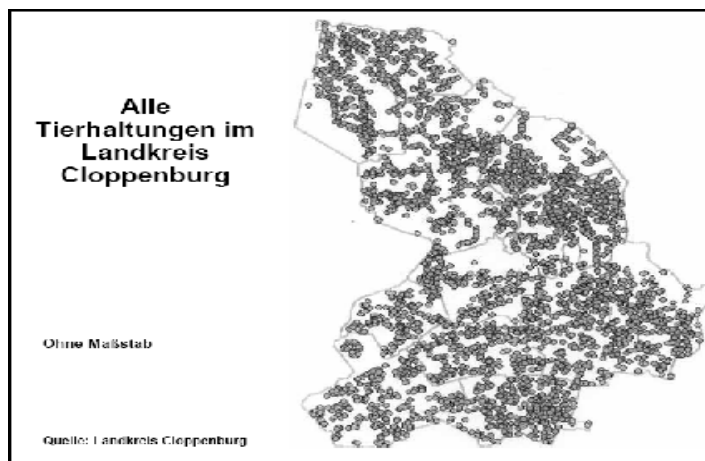 Alle
Tierhaltungen im
Landkreis
Cloppenburg
Ohne Maßstab
Quelle: Landkreis Cloppenburg